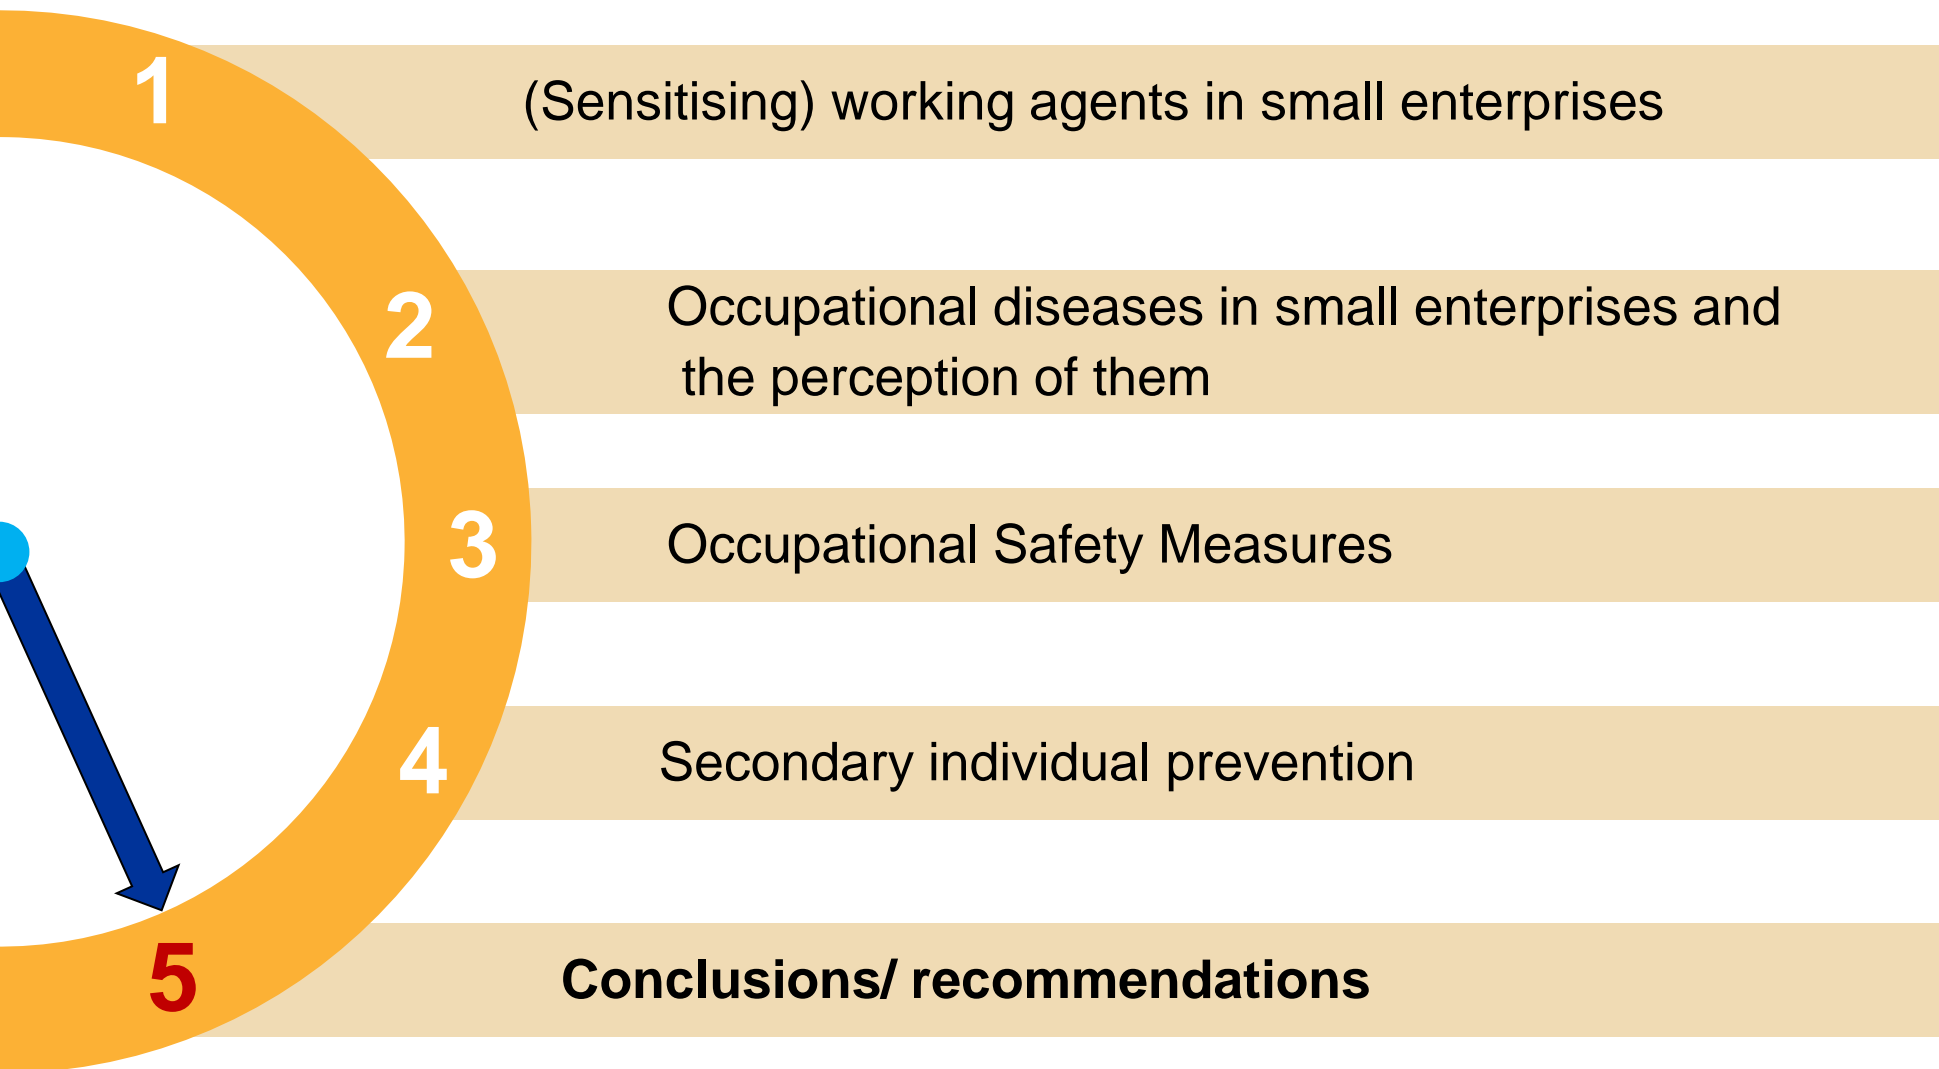 1
(Sensitising) working agents in small enterprises
2
Occupational diseases in small enterprises and
the perception of them
3
Occupational Safety Measures
4
Secondary individual prevention
5
Conclusions/ recommendations